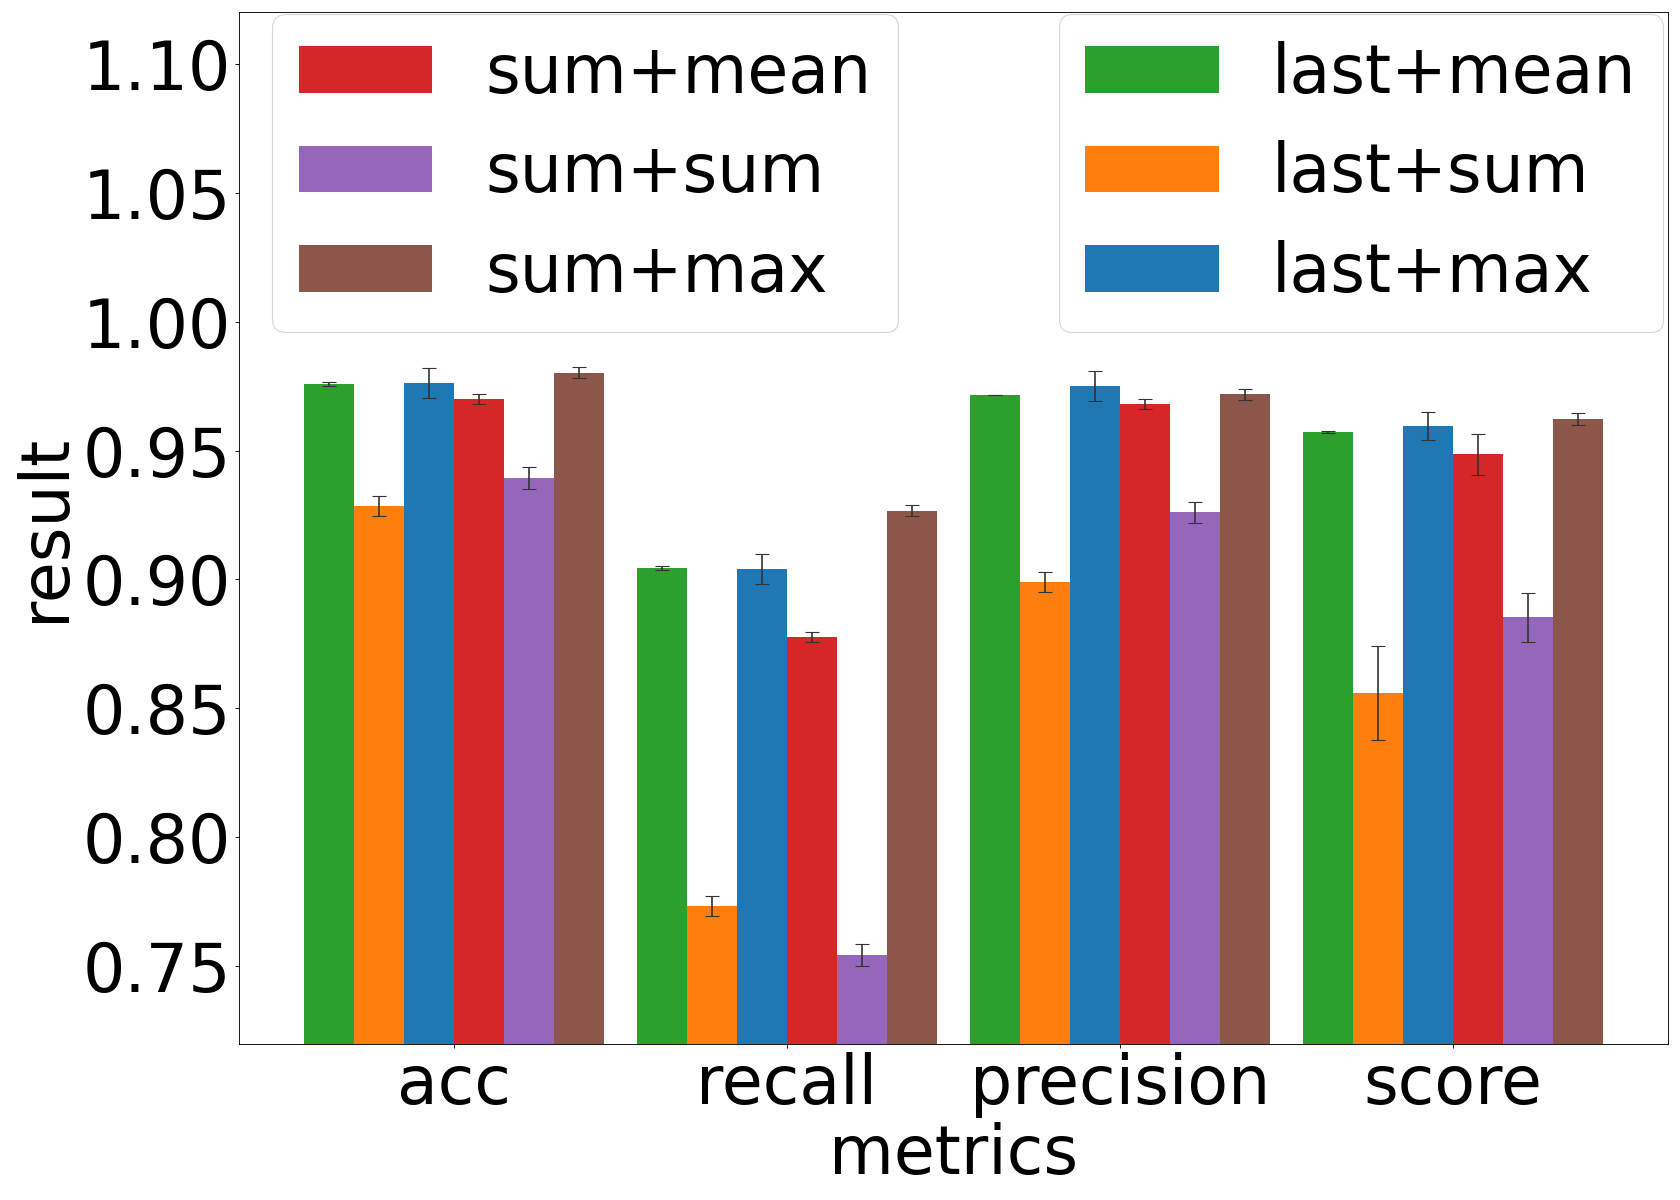 sum+mean
sum+sum
sum+max
last+mean
last+sum
last+max
1.10
1.05
1.00
0.95
0.90
0.85
0.80
0.75
result
acc recall precision score
metrics